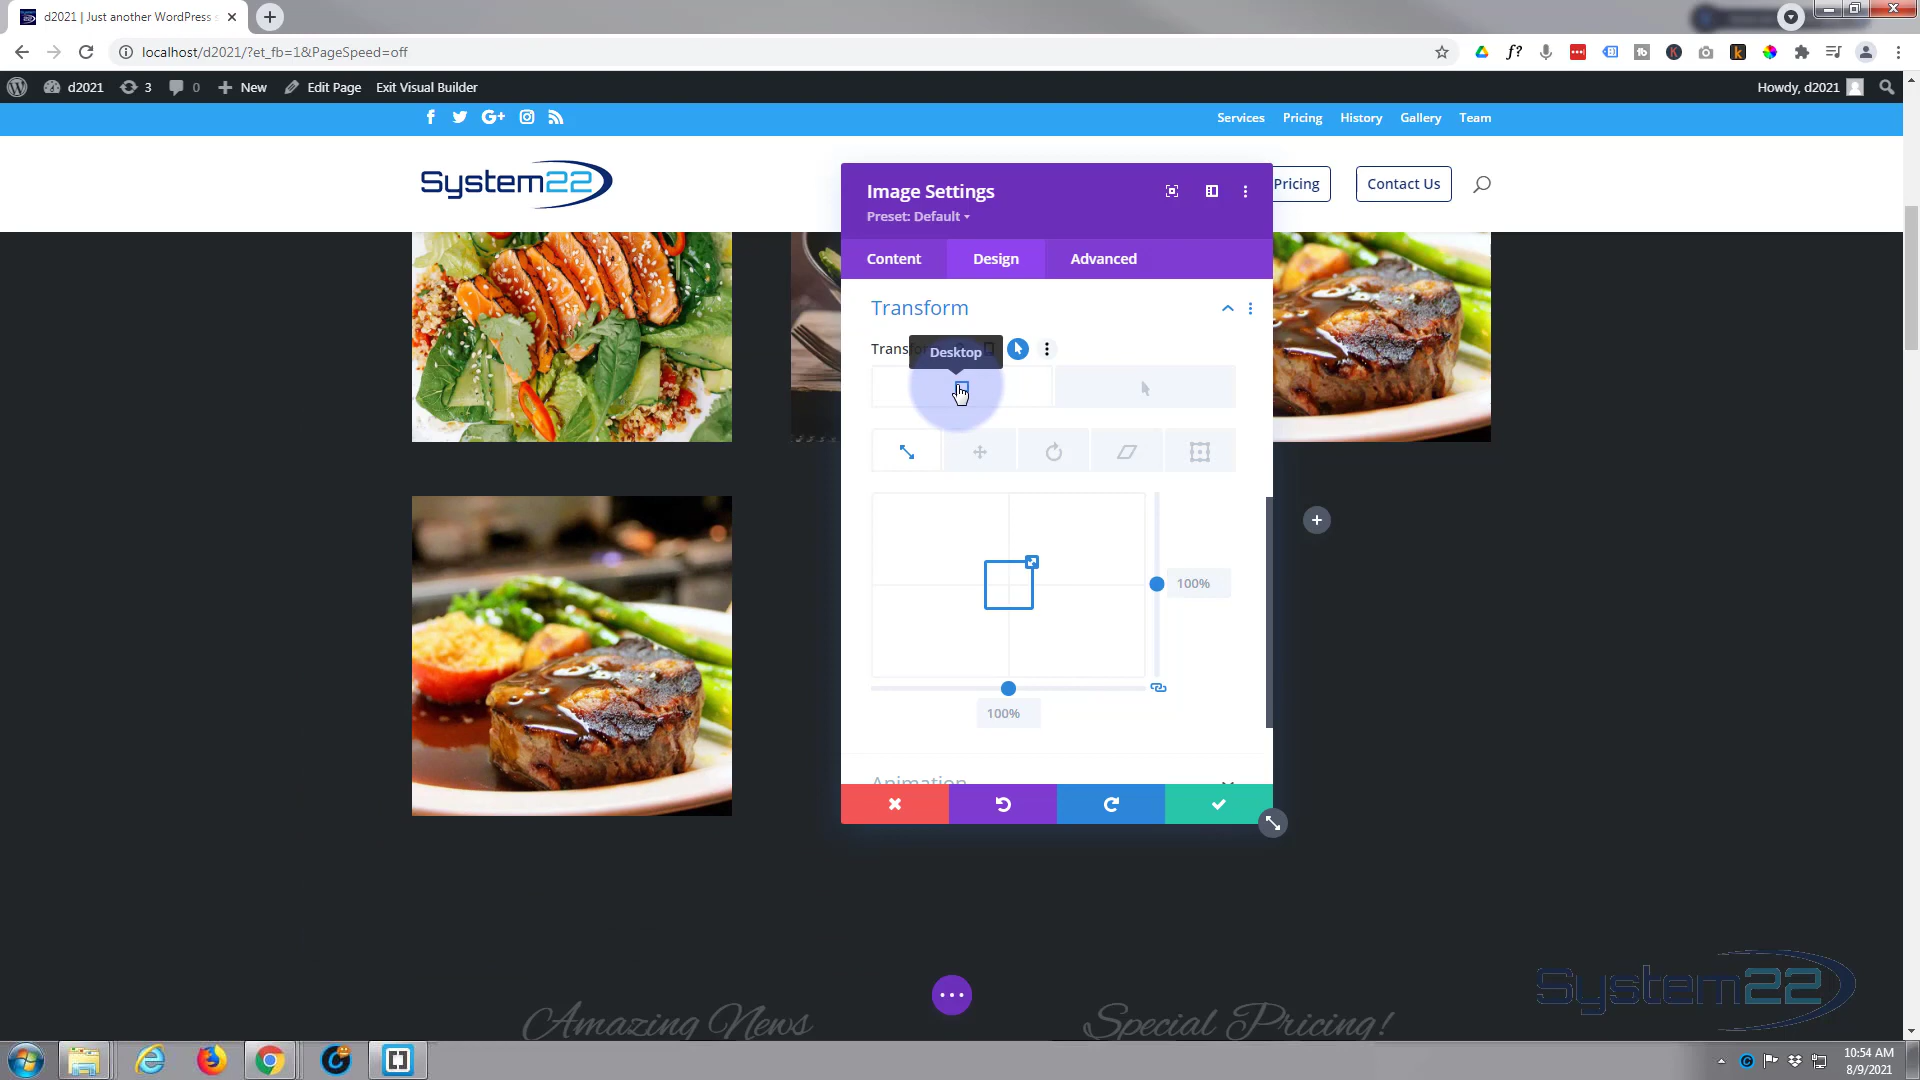 d2021 | Just another WordPress s
localhost/d2021/?et_fb=1&PageSpeed=off
d2021 3 0 New Edit Page Exit Visual Builder Howdy, d2021
Services Pricing History Gallery Team
System22
Pricing Contact Us
Image Settings
Preset: Default
Content Design Advanced
Transform
Transfo
Desktop
100%
100%
Animation
System22
Amazing News Special Pricing!
10:54 AM
8/9/2021